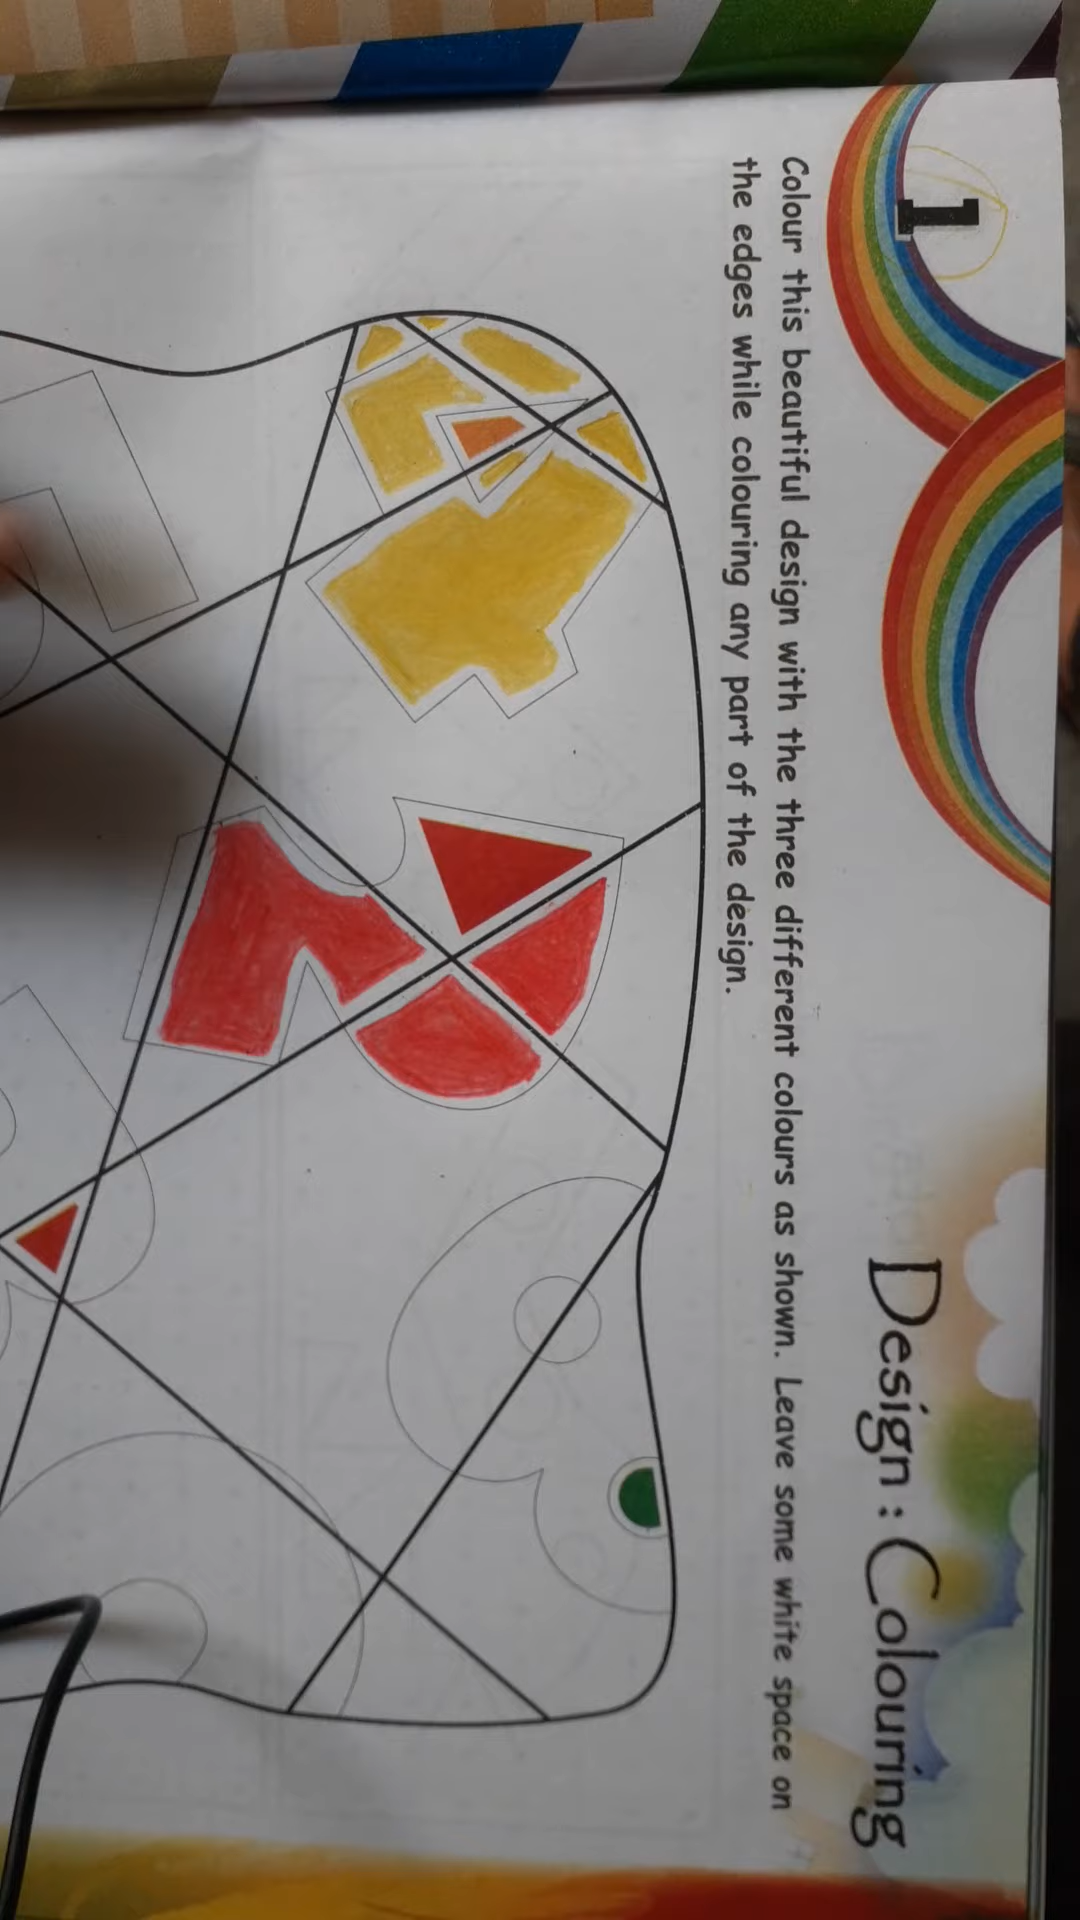 1
Design : Colouring
Colour this beautiful design with the three different colours as shown. Leave some white space on
the edges while colouring any part of the design.